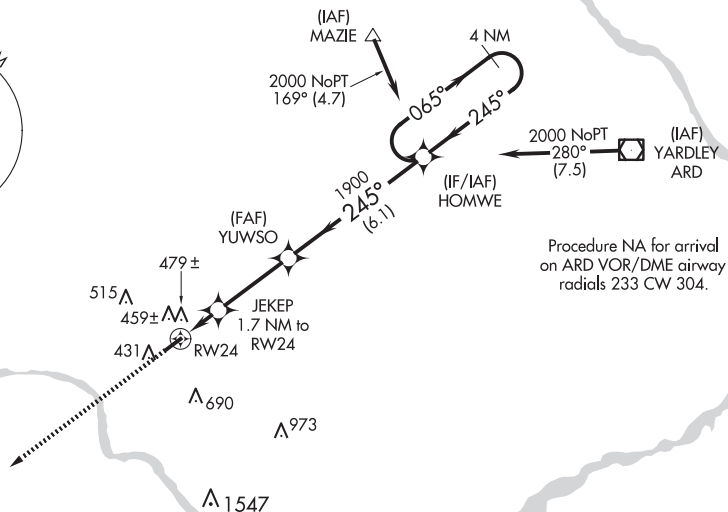 (IAF)
MAZIE
4 NM
2000 NoPT
169° (4.7)
065°
245°
2000 NoPT
280°
(7.5)
(IAF)
YARDLEY
ARD
(IF/IAF)
HOMWE
1900
245°
(6.1)
(FAF)
YUWSO
Procedure NA for arrival
on ARD VOR/DME airway
radials 233 CW 304.
479 ±
515
459±
JEKEP
1.7 NM to
RW24
431
RW24
690
973
1547